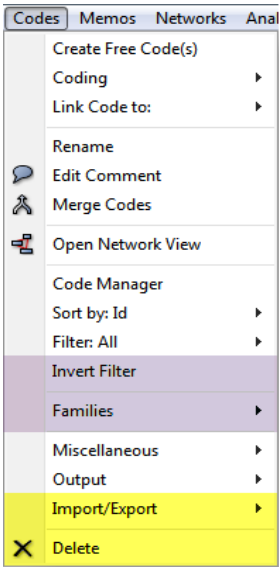 Codes Memos Networks Anal
Create Free Code(s)
Coding
Link Code to:
Rename
Edit Comment
Merge Codes
Open Network View
Code Manager
Sort by: Id
Filter: All
Invert Filter
Families
Miscellaneous
Output
Import/Export
Delete